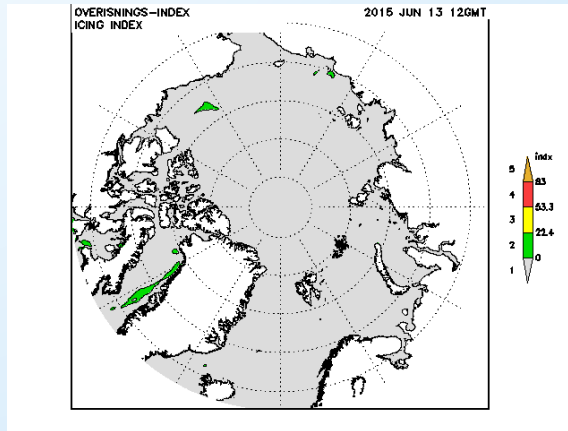 OVERISNINGS-INDEX
ICING INDEX
2015 JUN 13 12GMT
indx
5
83
4
53.3
3
22.4
2
0
1